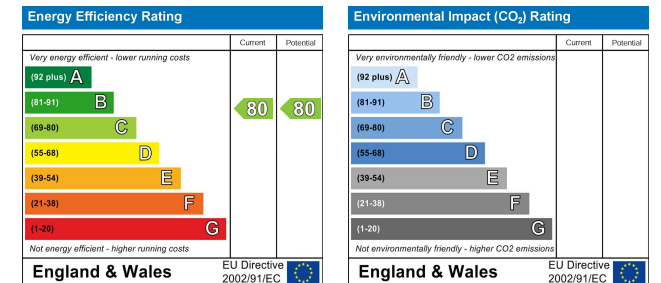 Energy Efficiency Rating
Current Potential
Very energy efficient - lower running costs
(92 plus) A
(81-91) B
80 80
(69-80) C
(55-68) D
(39-54) E
(21-38) F
(1-20) G
Not energy efficient - higher running costs
England & Wales
EU Directive
2002/91/EC
Environmental Impact (CO₂) Rating
Current Potential
Very environmentally friendly - lower CO2 emissions
(92 plus) A
(81-91) B
(69-80) C
(55-68) D
(39-54) E
(21-38) F
(1-20) G
Not environmentally friendly - higher CO2 emissions
England & Wales
EU Directive
2002/91/EC